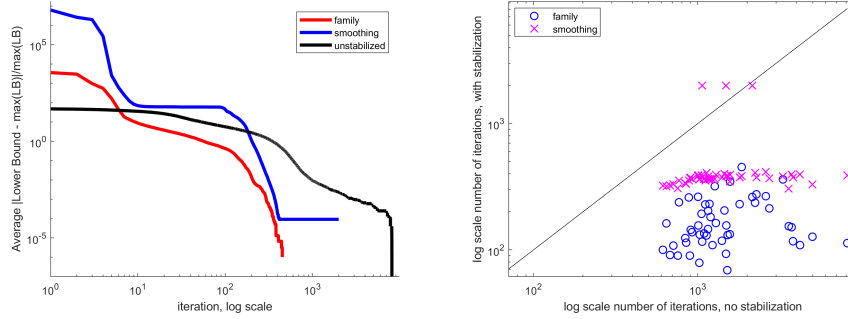 Average |Lower Bound - max(LB)|/max(LB)
10^5
10^0
10^-5
10^0
10^1
10^2
10^3
iteration, log scale
family
smoothing
unstabilized
log scale number of iterations, with stabilization
10^3
10^2
10^2
10^3
log scale number of iterations, no stabilization
family
smoothing